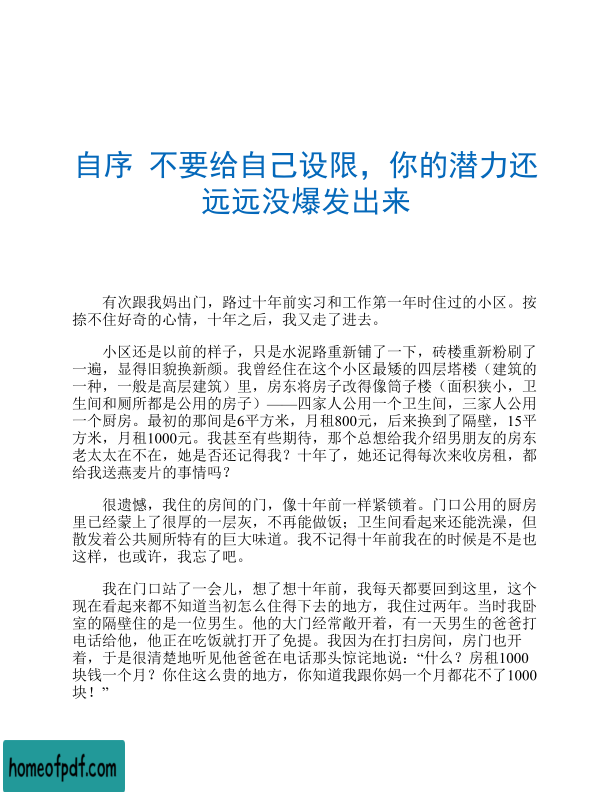 自序 不要给自己设限，你的潜力还
远远没爆发出来
有次跟我妈出门，路过十年前实习和工作第一年时住过的小区。按
捺不住好奇的心情，十年之后，我又走了进去。
小区还是以前的样子，只是水泥路重新铺了一下，砖楼重新粉刷了
一遍，显得旧貌换新颜。我曾经住在这个小区最矮的四层塔楼（建筑的
一种，一般是高层建筑）里，房东将房子改得像筒子楼（面积狭小，卫
生间和厕所都是公用的房子）——四家人公用一个卫生间，三家人公用
一个厨房。最初的那间是6平方米，月租800元，后来换到了隔壁，15平
方米，月租1000元。我甚至有些期待，那个总想给我介绍男朋友的房东
老太太在不在，她是否还记得我？十年了，她还记得每次来收房租，都
给我送燕麦片的事情吗？
很遗憾，我住的房间的门，像十年前一样紧锁着。门口公用的厨房
里已经蒙上了很厚的一层灰，不再能做饭；卫生间看起来还能洗澡，但
散发着公共厕所特有的巨大味道。我不记得十年前我在的时候是不是也
这样，也或许，我忘了吧。
我在门口站了一会儿，想了想十年前，我每天都要回到这里，这个
现在看起来都不知道当初怎么住得下去的地方，我住过两年。当时我卧
室的隔壁住的是一位男生。他的大门经常敞开着，有一天男生的爸爸打
电话给他，他正在吃饭就打开了免提。我因为在打扫房间，房门也开
着，于是很清楚地听见他爸爸在电话那头惊诧地说：“什么？房租1000
块钱一个月？你住这么贵的地方，你知道我跟你妈一个月都花不了1000
块！”
homeofpdf.com